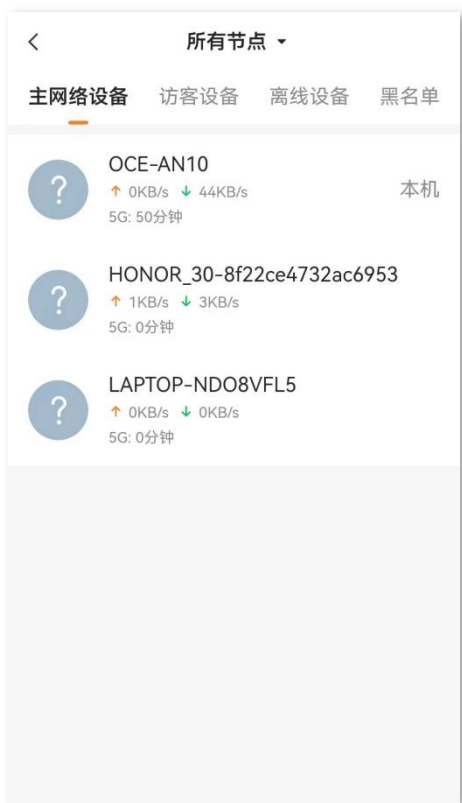 所有节点
主网络设备 访客设备 离线设备 黑名单
?
OCE-AN10
↑ 0KB/s ↓ 44KB/s
5G: 50分钟
本机
?
HONOR_30-8f22ce4732ac6953
↑ 1KB/s ↓ 3KB/s
5G: 0分钟
?
LAPTOP-NDO8VFL5
↑ 0KB/s ↓ 0KB/s
5G: 0分钟